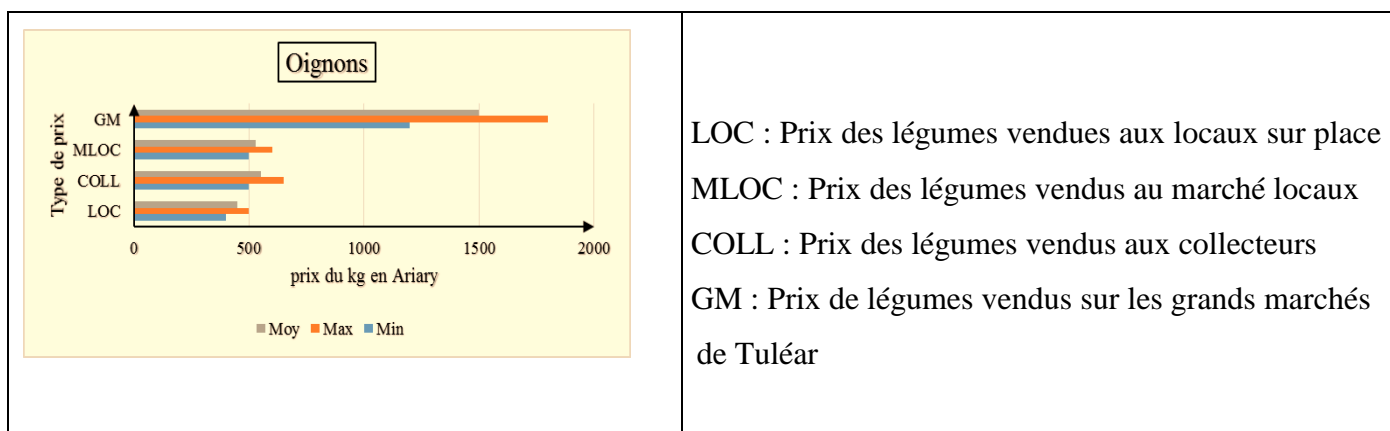 Oignons
Type de prix
GM
MLOC
COLL
LOC
0 500 1000 1500 2000
prix du kg en Ariary
Moy Max Min
LOC : Prix des légumes vendues aux locaux sur place
MLOC : Prix des légumes vendus au marché locaux
COLL : Prix des légumes vendus aux collecteurs
GM : Prix de légumes vendus sur les grands marchés
de Tuléar